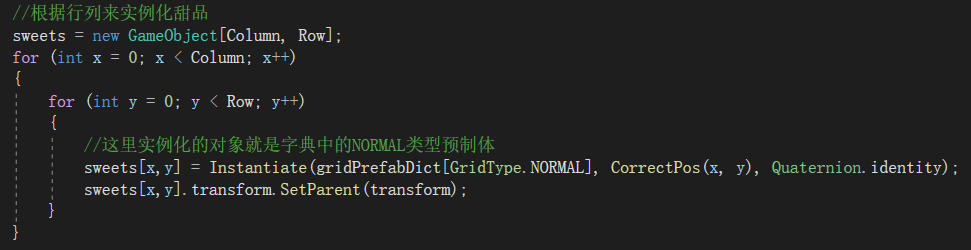 //根据行列来实例化甜品
sweets = new GameObject[Column, Row];
for (int x = 0; x < Column; x++)
{
for (int y = 0; y < Row; y++)
{
//这里实例化的对象就是字典中的NORMAL类型预制体
sweets[x,y] = Instantiate(gridPrefabDict[GridType.NORMAL], CorrectPos(x, y), Quaternion.identity);
sweets[x,y].transform.SetParent(transform);
}
}